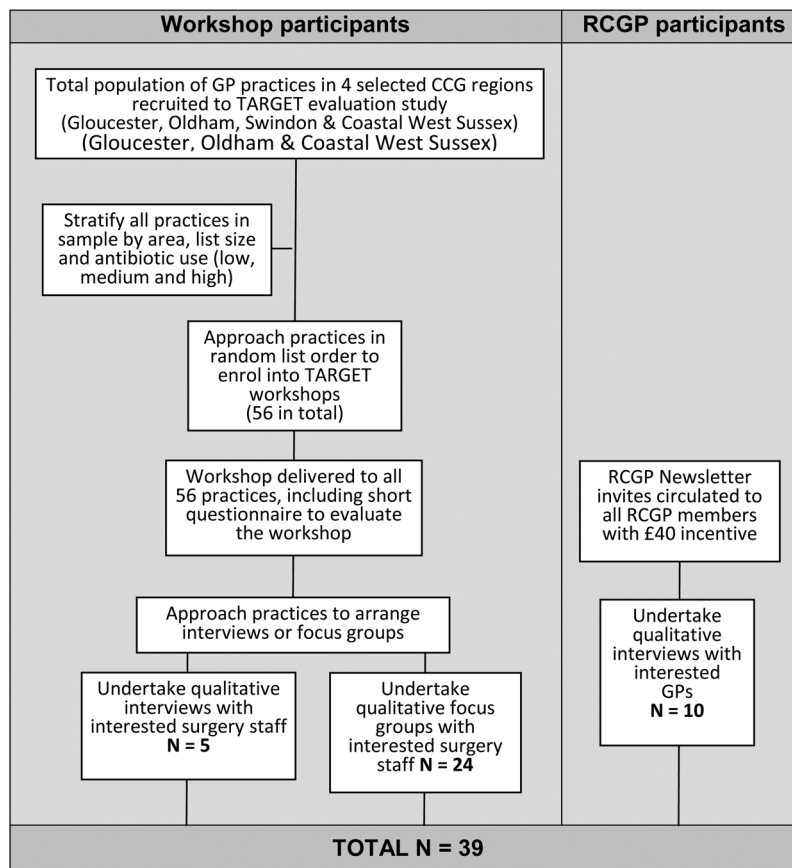 Workshop participants
RCGP participants
Total population of GP practices in 4 selected CCG regions
recruited to TARGET evaluation study
(Gloucester, Oldham, Swindon & Coastal West Sussex)
(Gloucester, Oldham & Coastal West Sussex)
Stratify all practices in
sample by area, list size
and antibiotic use (low,
medium and high)
Approach practices in
random list order to
enrol into TARGET
workshops
(56 in total)
Workshop delivered to all
56 practices, including short
questionnaire to evaluate
the workshop
Approach practices to arrange
interviews or focus groups
Undertake qualitative
interviews with
interested surgery staff
N = 5
Undertake
qualitative focus
groups with
interested surgery
staff N = 24
RCGP Newsletter
invites circulated to
all RCGP members
with £40 incentive
Undertake
qualitative
interviews with
interested
GPs
N = 10
TOTAL N = 39